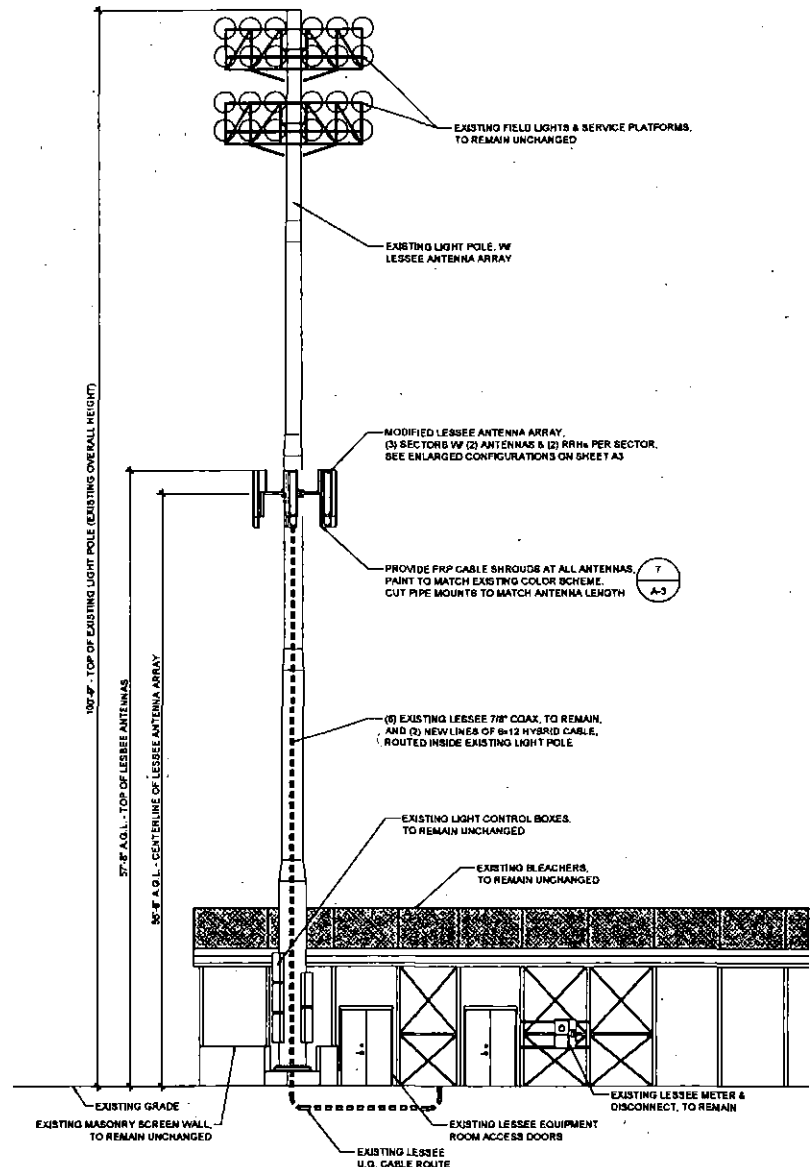 EXISTING FIELD LIGHTS & SERVICE PLATFORMS,
TO REMAIN UNCHANGED
EXISTING LIGHT POLE, W/
LESSEE ANTENNA ARRAY
MODIFIED LESSEE ANTENNA ARRAY,
(3) SECTORS W/ (2) ANTENNAS & (2) RRHs PER SECTOR,
SEE ENLARGED CONFIGURATIONS ON SHEET A3
PROVIDE FRP CABLE SHROUDS AT ALL ANTENNAS,
PAINT TO MATCH EXISTING COLOR SCHEME.
CUT PIPE MOUNTS TO MATCH ANTENNA LENGTH
7
A-3
- TOP OF EXISTING LIGHT POLE (EXISTING OVERALL HEIGHT)
A.G.L. - TOP OF LESSEE ANTENNAS
A.G.L. - CENTERLINE OF LESSEE ANTENNA ARRAY
(6) EXISTING LESSEE 7/8" COAX, TO REMAIN,
AND (2) NEW LINES OF 6x12 HYBRID CABLE,
ROUTED INSIDE EXISTING LIGHT POLE
EXISTING LIGHT CONTROL BOXES,
TO REMAIN UNCHANGED
EXISTING BLEACHERS,
TO REMAIN UNCHANGED
EXISTING GRADE
EXISTING MASONRY SCREEN WALL,
TO REMAIN UNCHANGED
EXISTING LESSEE
U.G. CABLE ROUTE
EXISTING LESSEE EQUIPMENT
ROOM ACCESS DOORS
EXISTING LESSEE METER &
DISCONNECT, TO REMAIN